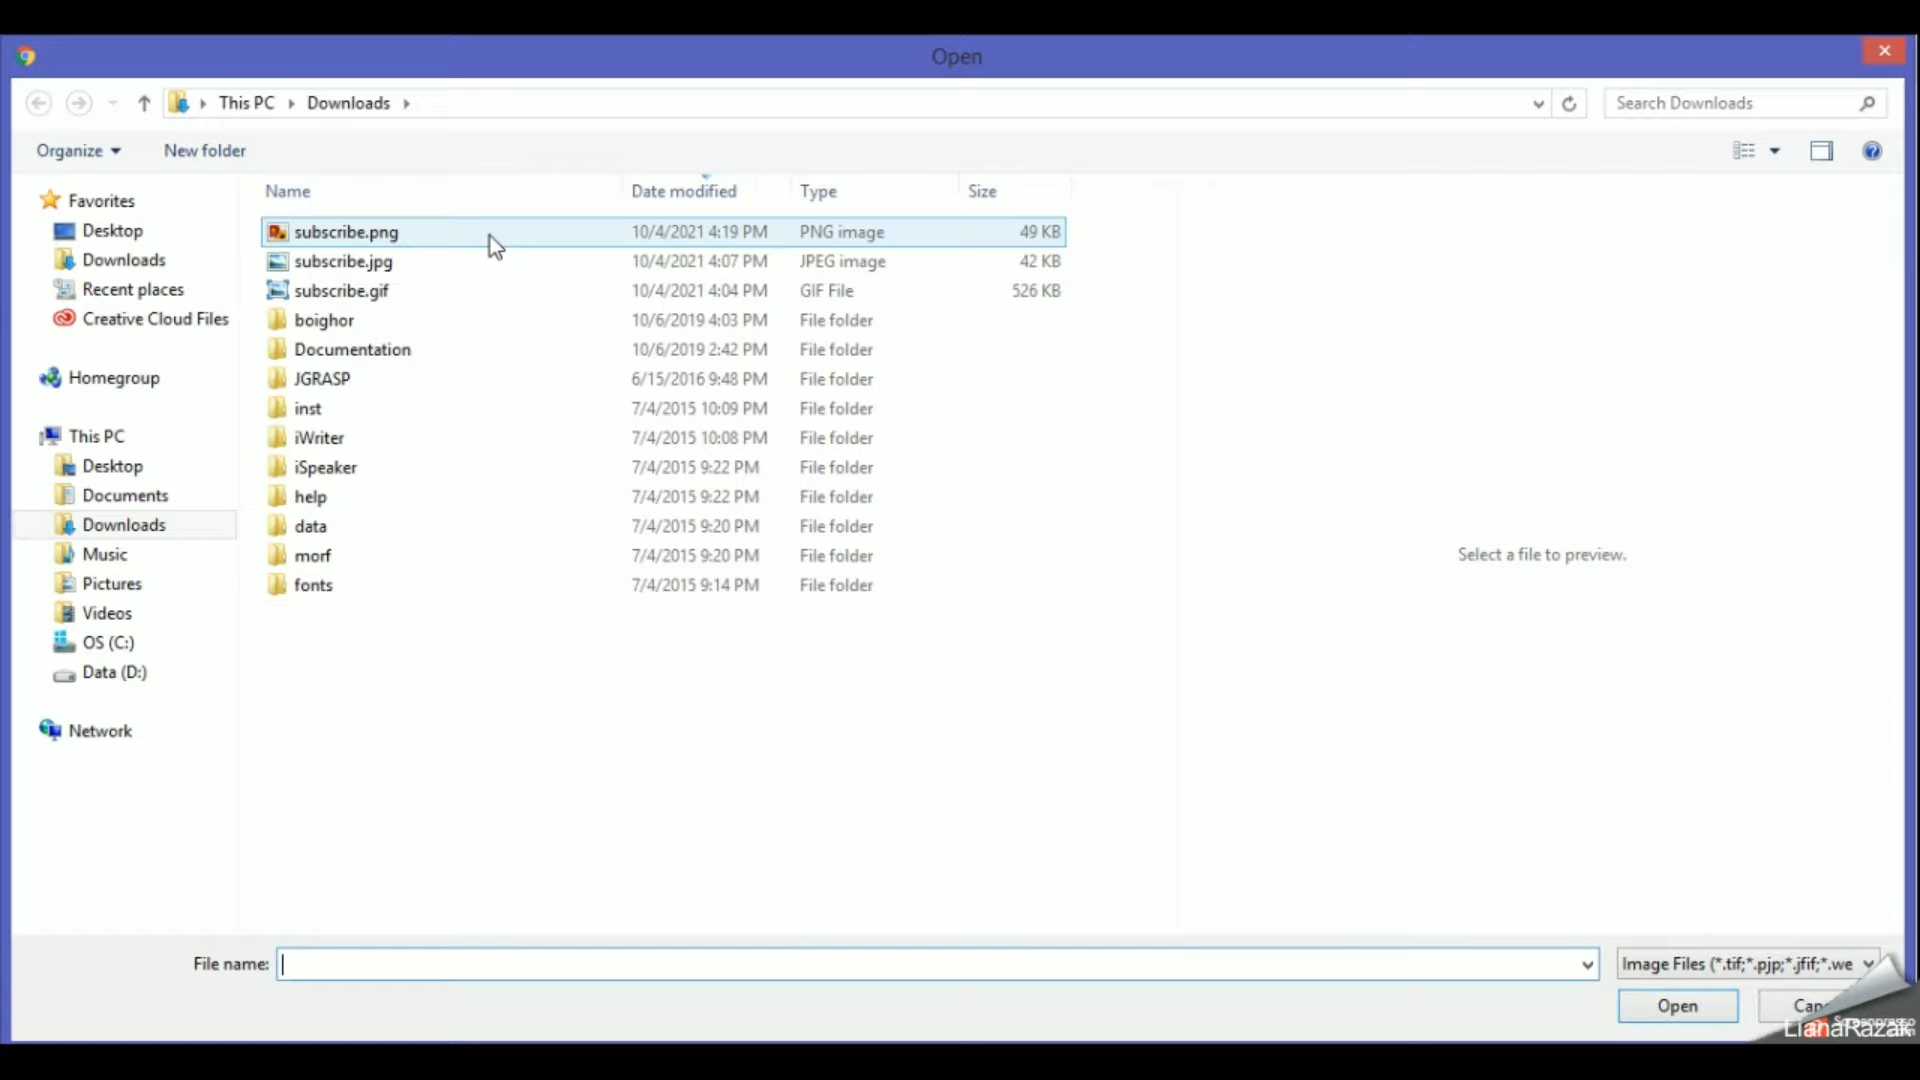 Open
This PC Downloads
Search Downloads
Organize New folder
Name Date modified Type Size
Favorites
Desktop
Downloads
Recent places
Creative Cloud Files
Homegroup
This PC
Desktop
Documents
Downloads
Music
Pictures
Videos
OS (C:)
Data (D:)
Network
subscribe.png 10/4/2021 4:19 PM PNG image 49 KB
subscribe.jpg 10/4/2021 4:07 PM JPEG image 42 KB
subscribe.gif 10/4/2021 4:04 PM GIF File 526 KB
boighor 10/6/2019 4:03 PM File folder
Documentation 10/6/2019 2:42 PM File folder
JGRASP 6/15/2016 9:48 PM File folder
inst 7/4/2015 10:09 PM File folder
iWriter 7/4/2015 10:08 PM File folder
iSpeaker 7/4/2015 9:22 PM File folder
help 7/4/2015 9:22 PM File folder
data 7/4/2015 9:20 PM File folder
morf 7/4/2015 9:20 PM File folder
fonts 7/4/2015 9:14 PM File folder
Select a file to preview.
File name:
Image Files (*.tif;*.pjp;*.jfif;*.we
Open
LianaRazak